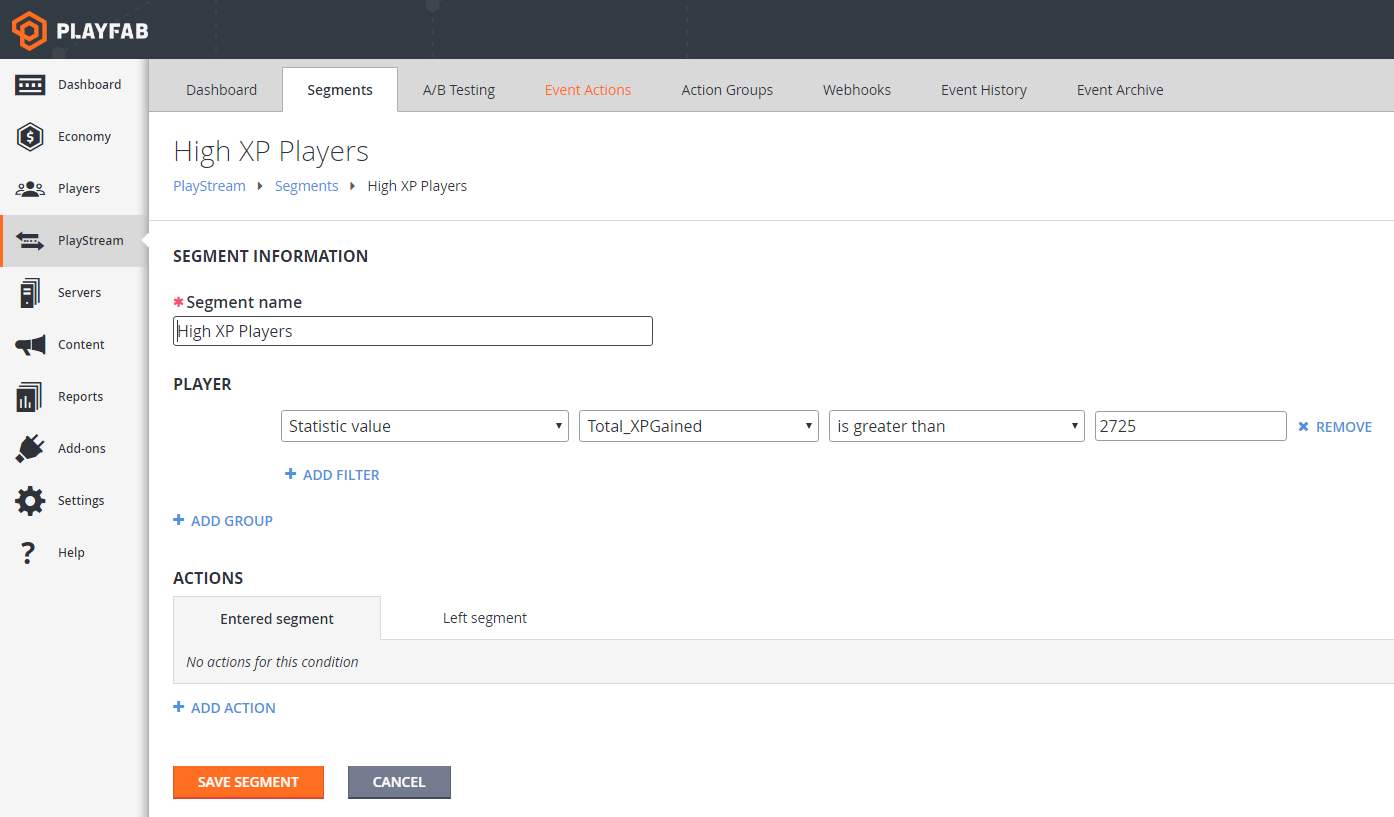 PLAYFAB
Dashboard
Economy
Players
PlayStream
Servers
Content
Reports
Add-ons
Settings
Help
Dashboard Segments A/B Testing Event Actions Action Groups Webhooks Event History Event Archive
High XP Players
PlayStream Segments High XP Players
SEGMENT INFORMATION
* Segment name
High XP Players
PLAYER
Statistic value Total_XPGained is greater than 2725 REMOVE
ADD FILTER
ADD GROUP
ACTIONS
Entered segment Left segment
No actions for this condition
ADD ACTION
SAVE SEGMENT CANCEL